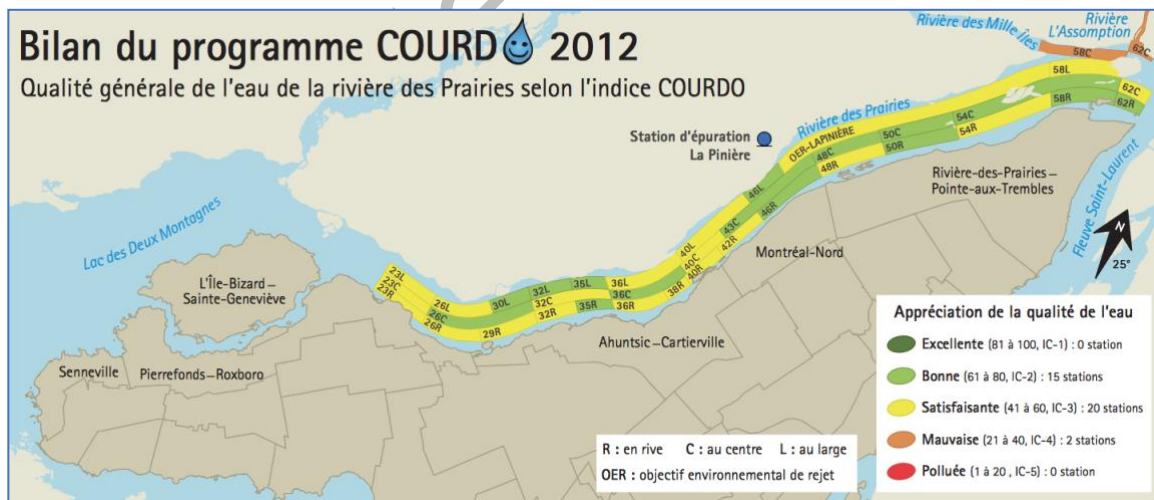 Bilan du programme COURDO 2012
Qualité générale de l'eau de la rivière des Prairies selon l'indice COURDO
Rivière des Mille Îles
Rivière
L'Assomption
58C
62C
58L
62C
62R
58R
54C
54R
50C
50R
Rivière des Prairies
OER-LAPINIÈRE
48C
48R
Station d'épuration
La Pinière
46L
46R
43C
42R
40L
40C
40R
38R
36L
36C
36R
35L
35R
32L
32C
32R
30L
29R
26L
26C
26R
23L
23C
23R
Lac des Deux Montagnes
L'Île-Bizard–
Sainte-Geneviève
Senneville
Pierrefonds–Roxboro
Ahuntsic–Cartierville
Montréal-Nord
Rivière-des-Prairies–
Pointe-aux-Trembles
Fleuve Saint-Laurent
N
25°
R : en rive C : au centre L : au large
OER : objectif environnemental de rejet
Appréciation de la qualité de l'eau
Excellente (81 à 100, IC-1) : 0 station
Bonne (61 à 80, IC-2) : 15 stations
Satisfaisante (41 à 60, IC-3) : 20 stations
Mauvaise (21 à 40, IC-4) : 2 stations
Polluée (1 à 20 , IC-5) : 0 station